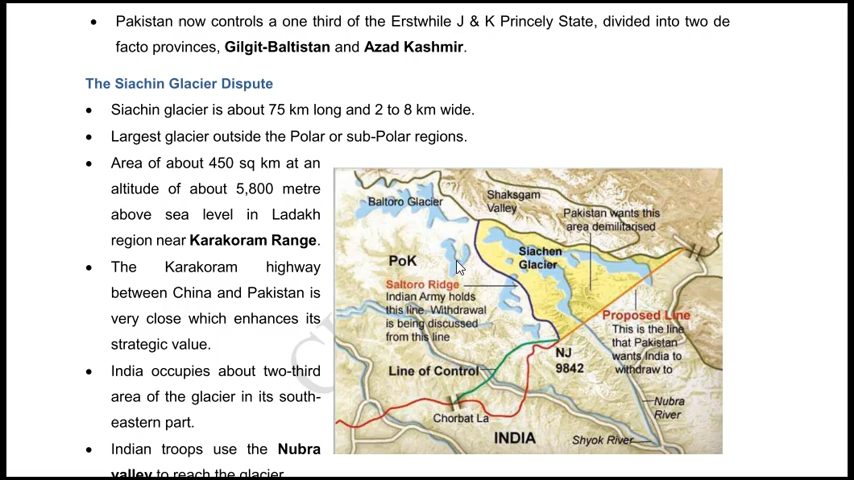 • Pakistan now controls a one third of the Erstwhile J & K Princely State, divided into two de
facto provinces, Gilgit-Baltistan and Azad Kashmir.
The Siachin Glacier Dispute
• Siachin glacier is about 75 km long and 2 to 8 km wide.
• Largest glacier outside the Polar or sub-Polar regions.
• Area of about 450 sq km at an
altitude of about 5,800 metre
above sea level in Ladakh
region near Karakoram Range.
• The Karakoram highway
between China and Pakistan is
very close which enhances its
strategic value.
• India occupies about two-third
area of the glacier in its south-
eastern part.
• Indian troops use the Nubra
valley to reach the glacier
Baltoro Glacier
Shaksgam
Valley
Pakistan wants this
area demilitarised
Siachen
Glacier
PoK
Saltoro Ridge
Indian Army holds
this line. Withdrawal
is being discussed
from this line
Proposed Line
This is the line
that Pakistan
wants India to
withdraw to
NJ
9842
Line of Control
Chorbat La
Nubra
River
INDIA
Shyok River